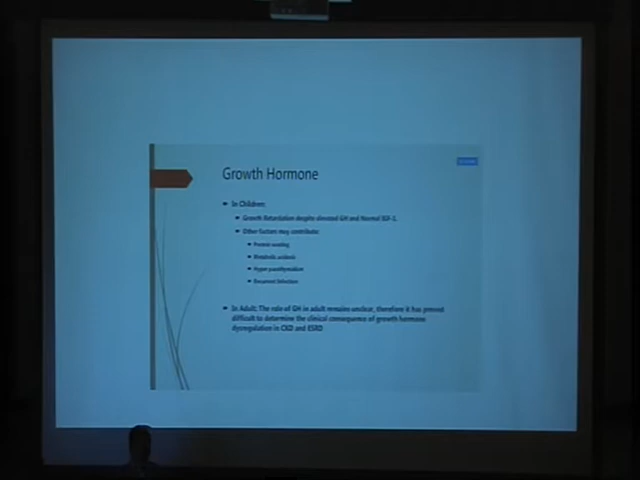 Growth Hormone
In Children:
Growth Retardation despite elevated GH and Normal IGF-1.
Other factors may contribute:
Protein wasting
Metabolic acidosis
Hyper parathyroidism
Recurrent Infection
In Adult: The role of GH in adult remains unclear, therefore it has proved
difficult to determine the clinical consequence of growth hormone
dysregulation in CKD and ESRD